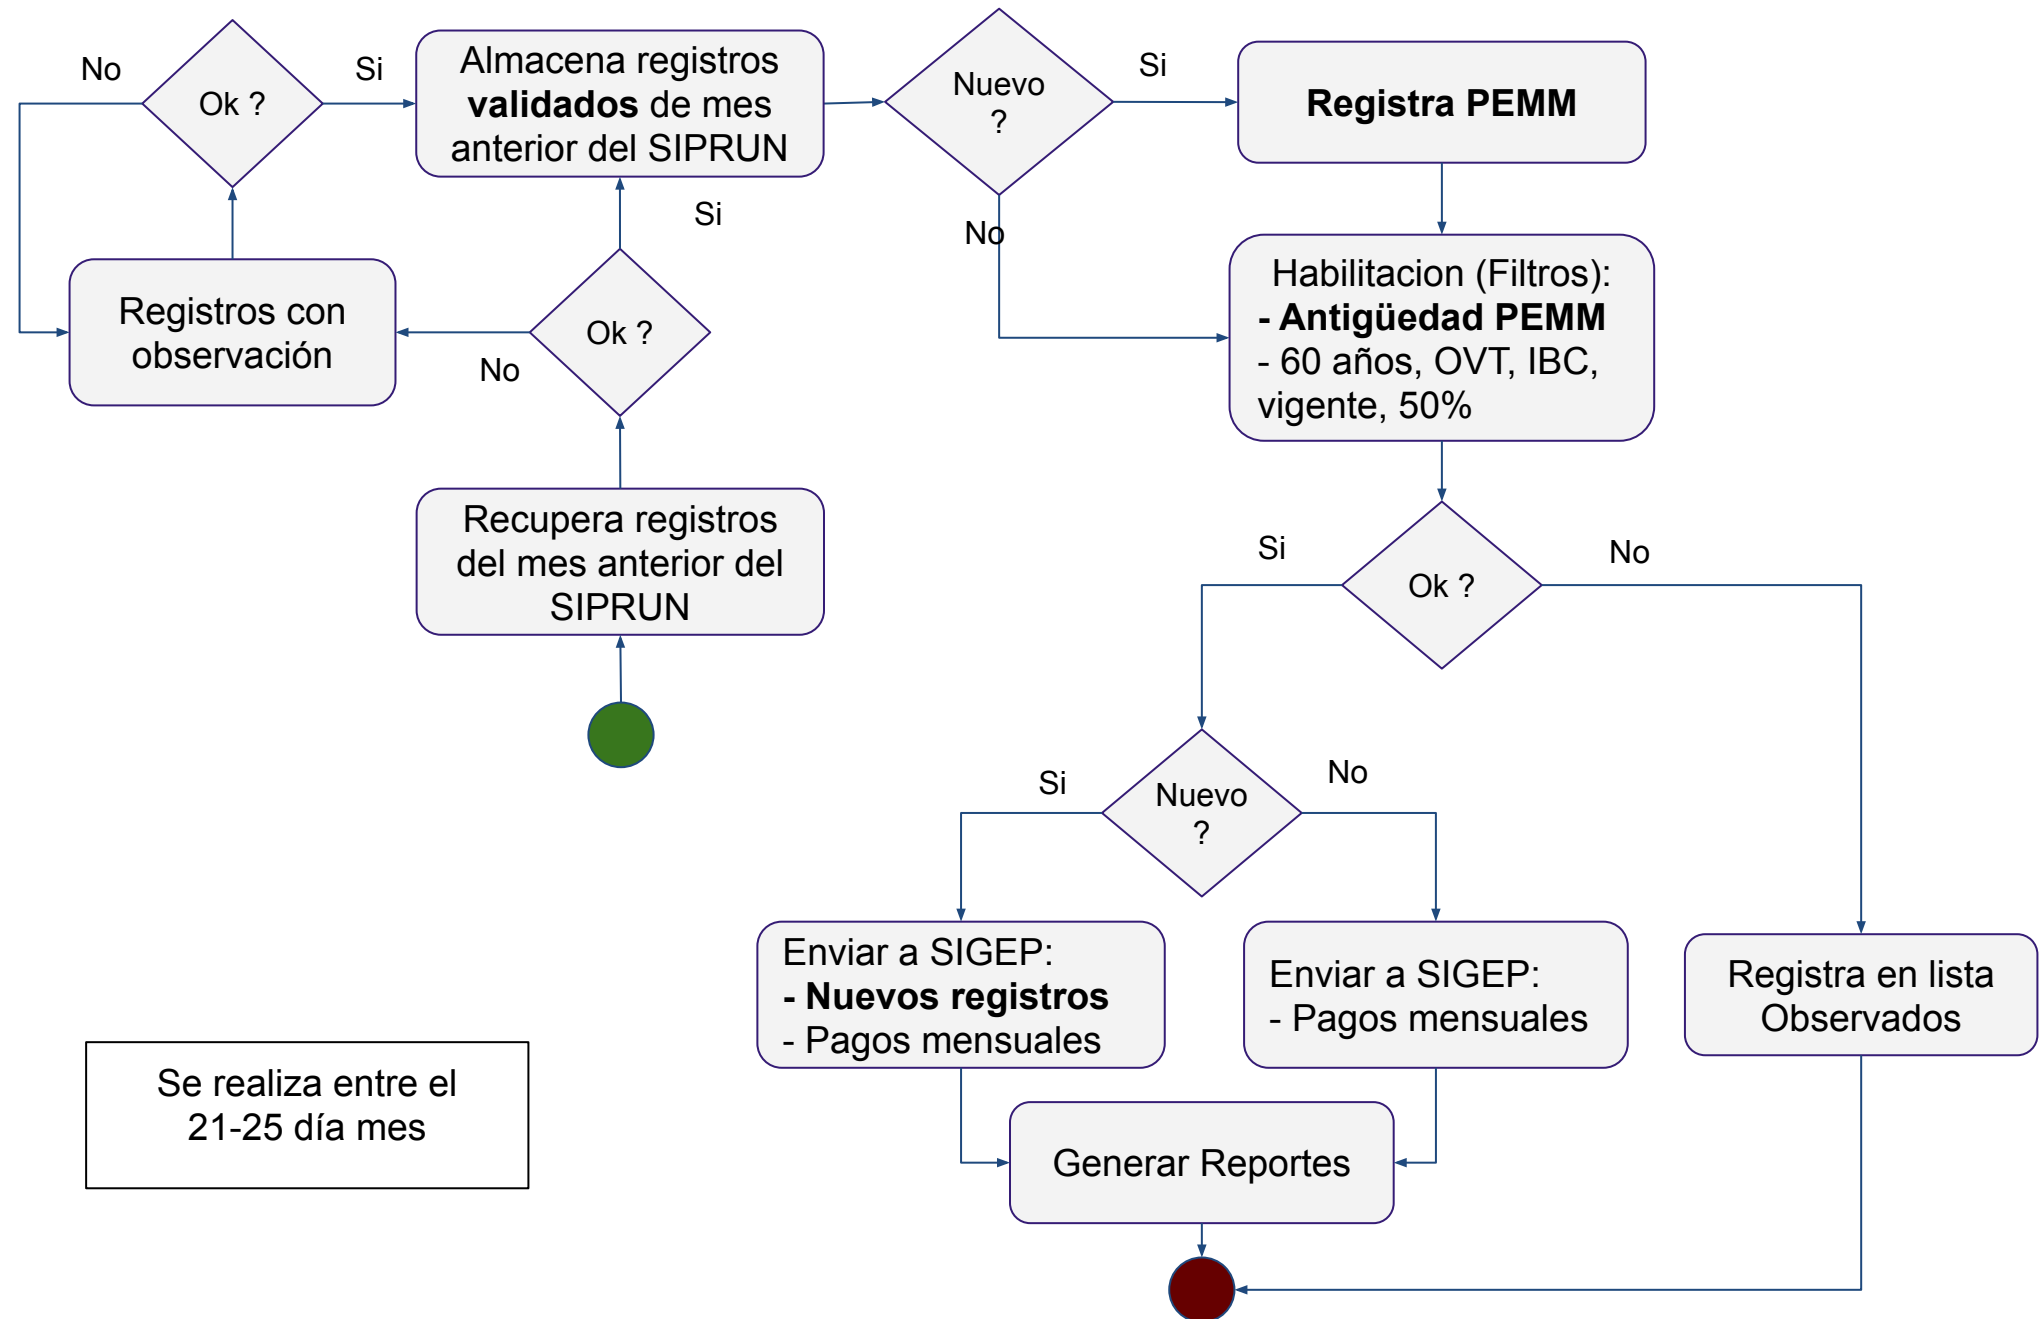 No
Ok ?
Si
Almacena registros
validados de mes
anterior del SIPRUN
Nuevo
?
Si
Registra PEMM
Si
No
Registros con
observación
No
Ok ?
Habilitacion (Filtros):
- Antigüedad PEMM
- 60 años, OVT, IBC,
vigente, 50%
Recupera registros
del mes anterior del
SIPRUN
Si
Ok ?
No
Si
Nuevo
?
No
Enviar a SIGEP:
- Nuevos registros
- Pagos mensuales
Enviar a SIGEP:
- Pagos mensuales
Registra en lista
Observados
Se realiza entre el
21-25 día mes
Generar Reportes